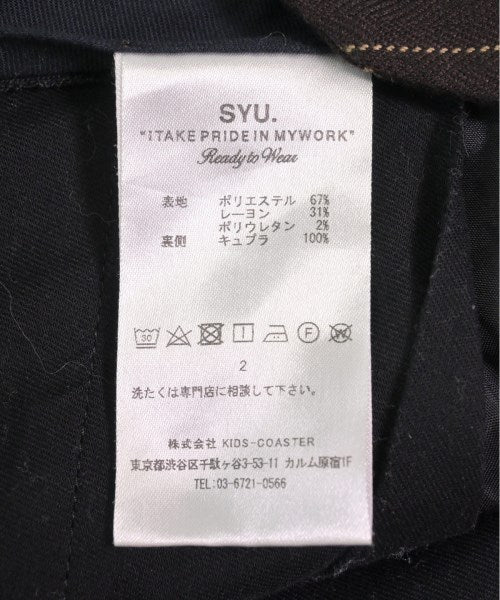 SYU.
"ITAKE PRIDE IN MYWORK"
Ready to Wear
表地 ポリエステル 67%
レーヨン 31%
ポリウレタン 2%
裏側 キュプラ 100%
30 F W
2
洗たくは専門店に相談して下さい。
株式会社 KIDS-COASTER
東京都渋谷区千駄ヶ谷3-53-11 カルム原宿1F
TEL:03-6721-0566